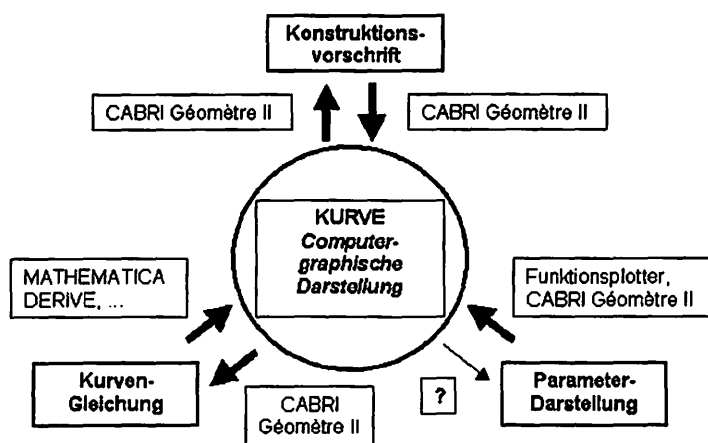 Konstruktions-
vorschrift
CABRI Géomètre II
CABRI Géomètre II
KURVE
Computer-
graphische
Darstellung
MATHEMATICA
DERIVE, ...
Funktionsplotter,
CABRI Géomètre II
Kurven-
Gleichung
CABRI
Géomètre II
?
Parameter-
Darstellung